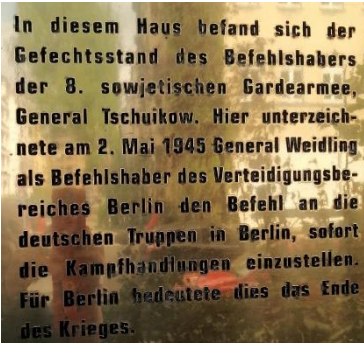 In diesem Haus befand sich der
Gefechtsstand des Befehlshabers
der 8. sowjetischen Gardearmee,
General Tschuikow. Hier unterzeich-
nete am 2. Mai 1945 General Weidling
als Befehlshaber des Verteidigungsbe-
reiches Berlin den Befehl an die
deutschen Truppen in Berlin, sofort
die Kampfhandlungen einzustellen.
Für Berlin bedeutete dies das Ende
des Krieges.